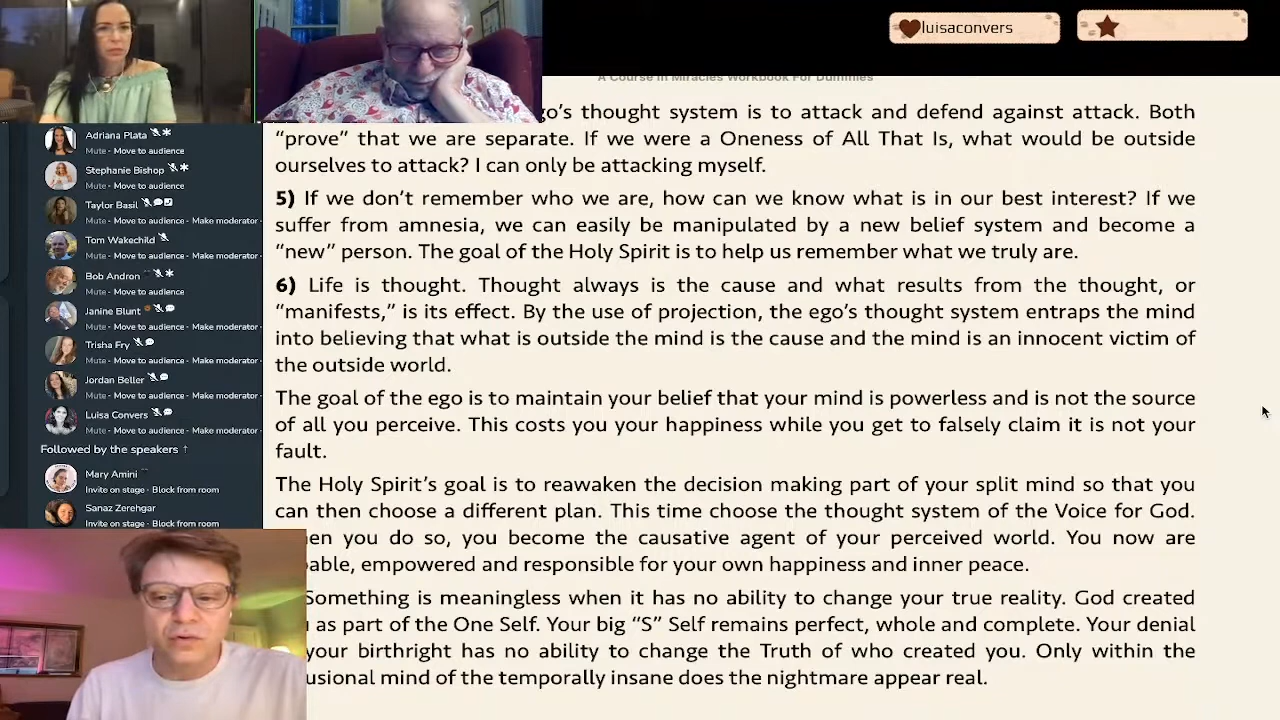 luisaconvers
A Course in Miracles Workbook For Dummies
go's thought system is to attack and defend against attack. Both
“prove” that we are separate. If we were a Oneness of All That Is, what would be outside
ourselves to attack? I can only be attacking myself.
5) If we don’t remember who we are, how can we know what is in our best interest? If we
suffer from amnesia, we can easily be manipulated by a new belief system and become a
“new” person. The goal of the Holy Spirit is to help us remember what we truly are.
6) Life is thought. Thought always is the cause and what results from the thought, or
“manifests,” is its effect. By the use of projection, the ego’s thought system entraps the mind
into believing that what is outside the mind is the cause and the mind is an innocent victim of
the outside world.
The goal of the ego is to maintain your belief that your mind is powerless and is not the source
of all you perceive. This costs you your happiness while you get to falsely claim it is not your
fault.
The Holy Spirit’s goal is to reawaken the decision making part of your split mind so that you
can then choose a different plan. This time choose the thought system of the Voice for God.
en you do so, you become the causative agent of your perceived world. You now are
able, empowered and responsible for your own happiness and inner peace.
Something is meaningless when it has no ability to change your true reality. God created
as part of the One Self. Your big “S” Self remains perfect, whole and complete. Your denial
your birthright has no ability to change the Truth of who created you. Only within the
usional mind of the temporally insane does the nightmare appear real.
Adriana Plata
Mute - Move to audience
Stephanie Bishop
Mute - Move to audience
Taylor Basil
Mute - Move to audience - Make moderator -
Tom Wakechild
Mute - Move to audience - Make moderator -
Bob Andron
Mute - Move to audience
Janine Blunt
Mute - Move to audience - Make moderator -
Trisha Fry
Mute - Move to audience - Make moderator -
Jordan Beller
Mute - Move to audience - Make moderator -
Luisa Convers
Mute - Move to audience - Make moderator -
Followed by the speakers ↑
Mary Amini
Invite on stage - Block from room
Sanaz Zerehgar
Invite on stage - Block from room